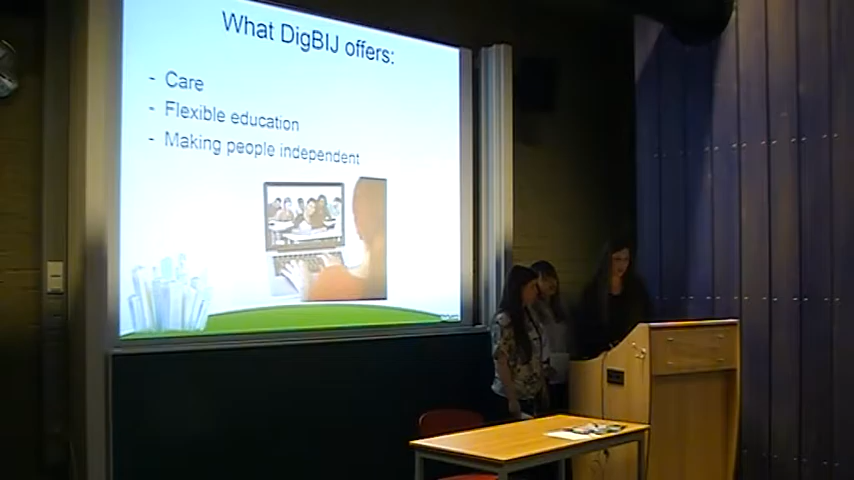 What DigBIJ offers:
- Care
- Flexible education
- Making people independent